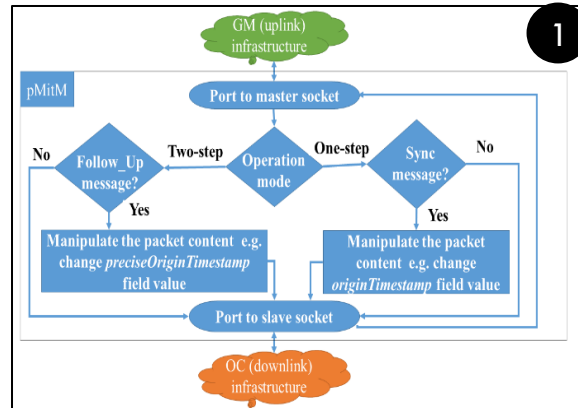 GM (uplink)
infrastructure
1
pMitM
Port to master socket
No
Two-step
One-step
No
Follow_Up
message?
Operation
mode
Sync
message?
Yes
Yes
Manipulate the packet content e.g.
change preciseOriginTimestamp
field value
Manipulate the packet
content e.g. change
originTimestamp field value
Port to slave socket
OC (downlink)
infrastructure